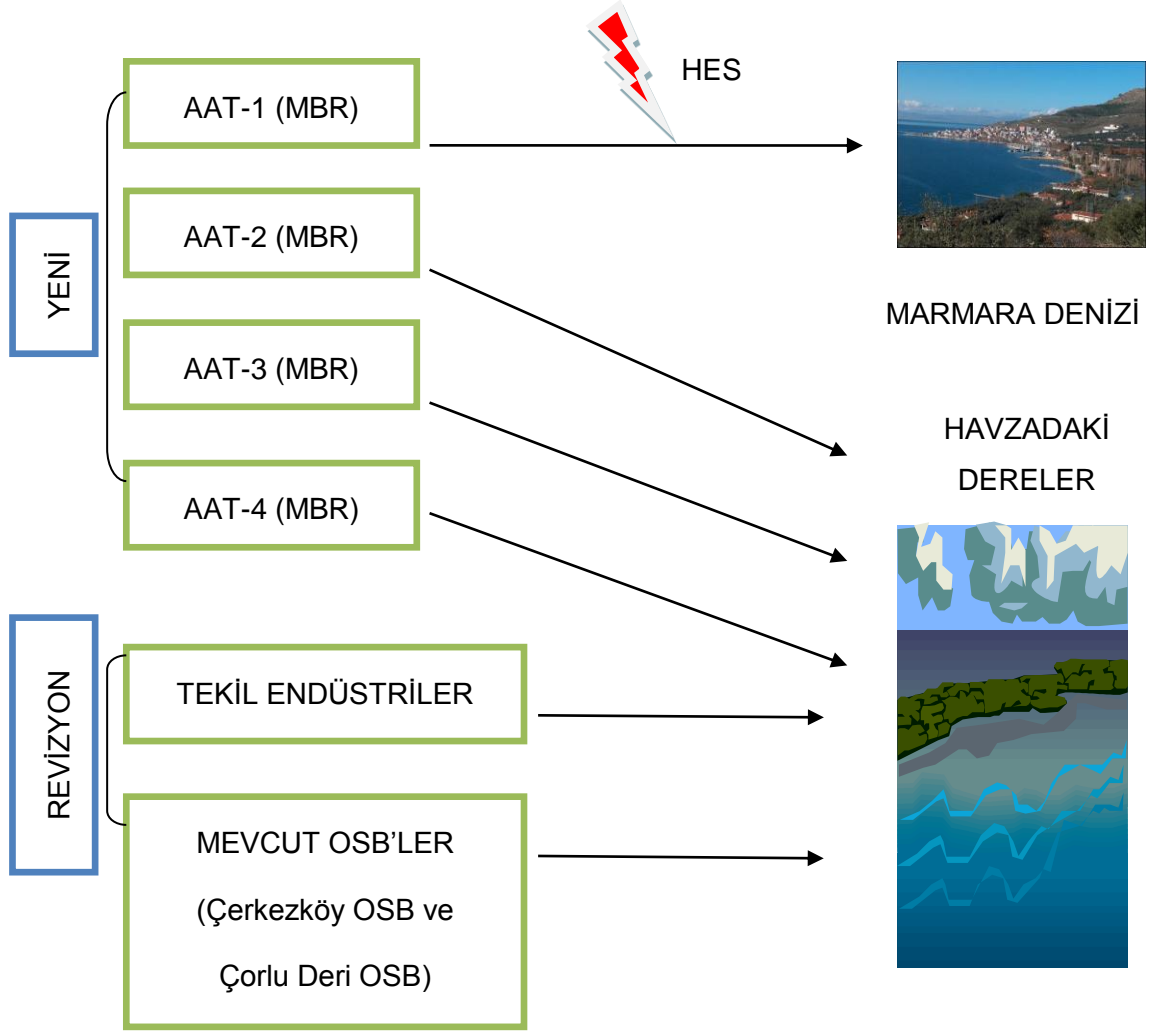 YENİ
AAT-1 (MBR)
AAT-2 (MBR)
AAT-3 (MBR)
AAT-4 (MBR)
HES
MARMARA DENİZİ
HAVZADAKİ
DERELER
REVİZYON
TEKİL ENDÜSTRİLER
MEVCUT OSB’LER
(Çerkezköy OSB ve
Çorlu Deri OSB)